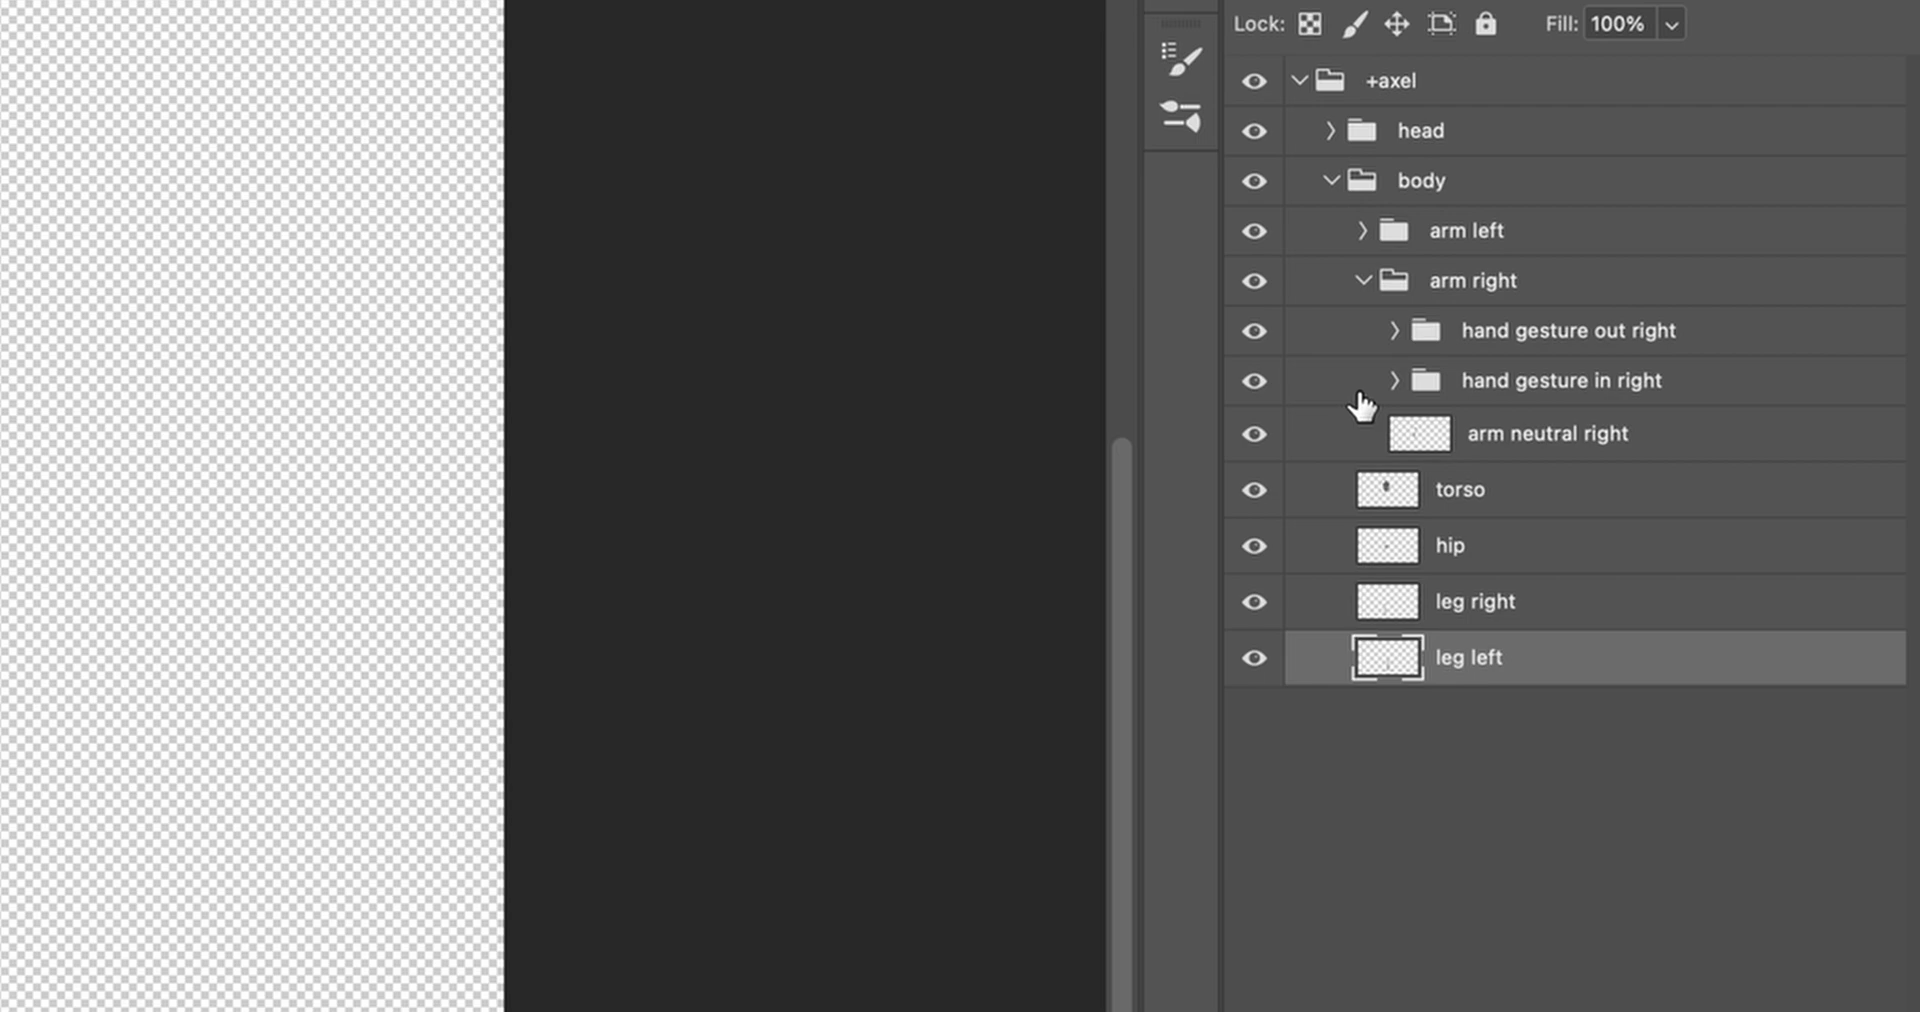 Lock: Fill: 100%
+axel
head
body
arm left
arm right
hand gesture out right
hand gesture in right
arm neutral right
torso
hip
leg right
leg left